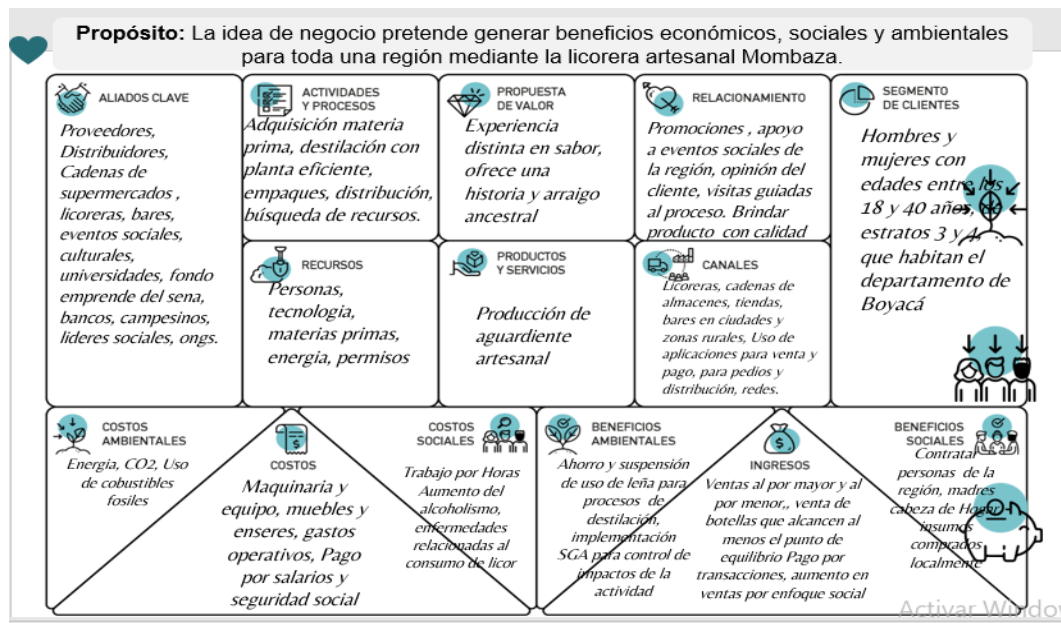 Propósito: La idea de negocio pretende generar beneficios económicos, sociales y ambientales
para toda una región mediante la licorera artesanal Mombaza.
ALIADOS CLAVE
Proveedores,
Distribuidores,
Cadenas de
supermercados ,
licoreras, bares,
eventos sociales,
culturales,
universidades, fondo
emprende del sena,
bancos, campesinos,
lideres sociales, ongs.
ACTIVIDADES
Y PROCESOS
Adquisición materia
prima, destilación con
planta eficiente,
empaques, distribución,
búsqueda de recursos.
RECURSOS
Personas,
tecnologia,
materias primas,
energia, permisos
PROPUESTA
DE VALOR
Experiencia
distinta en sabor,
ofrece una
historia y arraigo
ancestral
PRODUCTOS
Y SERVICIOS
Producción de
aguardiente
artesanal
RELACIONAMIENTO
Promociones , apoyo
a eventos sociales de
la región, opinión del
cliente, visitas guiadas
al proceso. Brindar
producto con calidad
CANALES
Licoreras, cadenas de
almacenes, tiendas,
bares en ciudades y
zonas rurales, Uso de
aplicaciones para venta y
pago, para pedios y
distribución, redes.
SEGMENTO
DE CLIENTES
Hombres y
mujeres con
edades entre los
18 y 40 años, de
estratos 3 y 4,
que habitan el
departamento de
Boyacá
COSTOS
AMBIENTALES
Energia, CO2, Uso
de cobustibles
fosiles
COSTOS
Maquinaria y
equipo, muebles y
enseres, gastos
operativos, Pago
por salarios y
seguridad social
COSTOS
SOCIALES
Trabajo por Horas
Aumento del
alcoholismo,
enfermedades
relacionadas al
consumo de licor
BENEFICIOS
AMBIENTALES
Ahorro y suspensión
de uso de leña para
procesos de
destilación,
implementación
SGA para control de
impactos de la
actividad
INGRESOS
Ventas al por mayor y al
por menor,, venta de
botellas que alcancen al
menos el punto de
equilibrio Pago por
transacciones, aumento en
ventas por enfoque social
BENEFICIOS
SOCIALES
Contratar
personas de la
región, madres
cabeza de Hogar
insumos
comprados
localmente
Activar Window